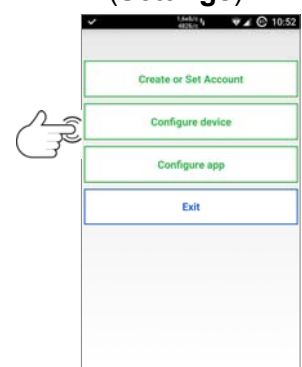 (Settings)
10:52
Create or Set Account
Configure device
Configure app
Exit